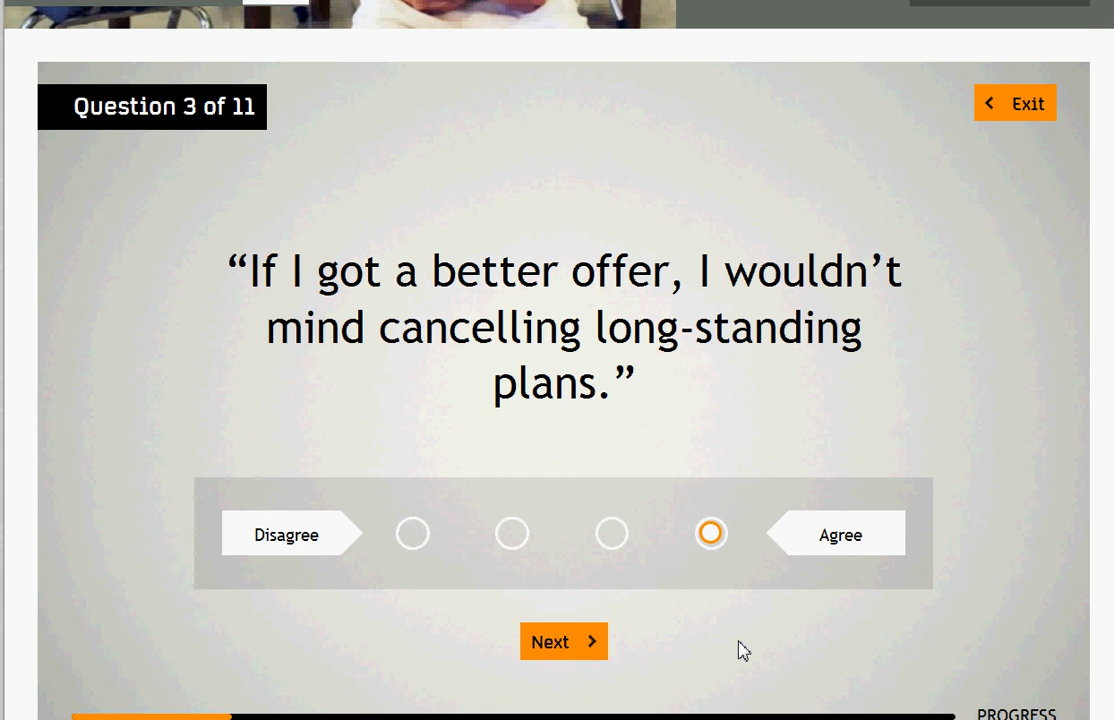 Question 3 of 11
Exit
“If I got a better offer, I wouldn’t
mind cancelling long-standing
plans.”
Disagree
Agree
Next
PROGRESS